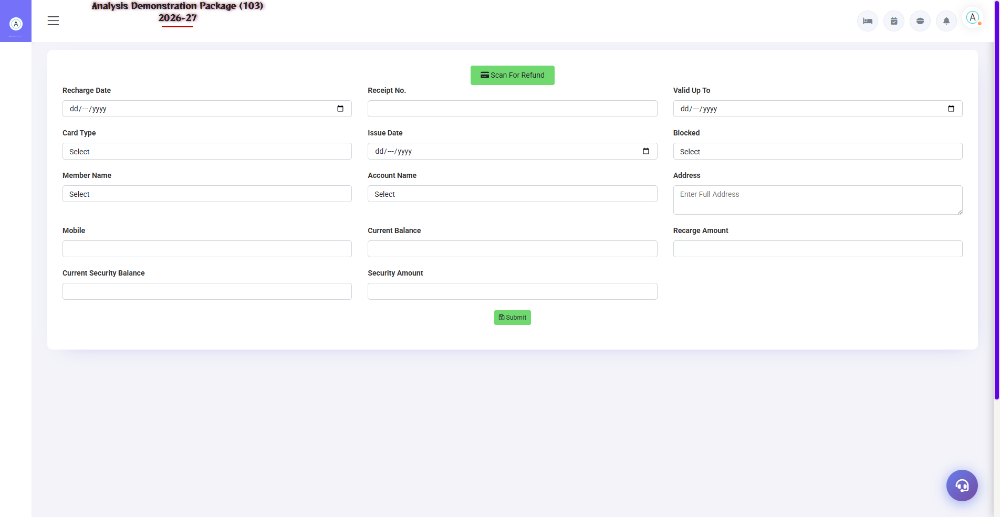 Analysis Demonstration Package (103)
2026-27
A
A
Scan For Refund
Recharge Date
Receipt No.
Valid Up To
dd/---/yyyy
dd/---/yyyy
Card Type
Issue Date
Blocked
Select
dd/---/yyyy
Select
Member Name
Account Name
Address
Select
Select
Enter Full Address
Mobile
Current Balance
Recarge Amount
Current Security Balance
Security Amount
Submit